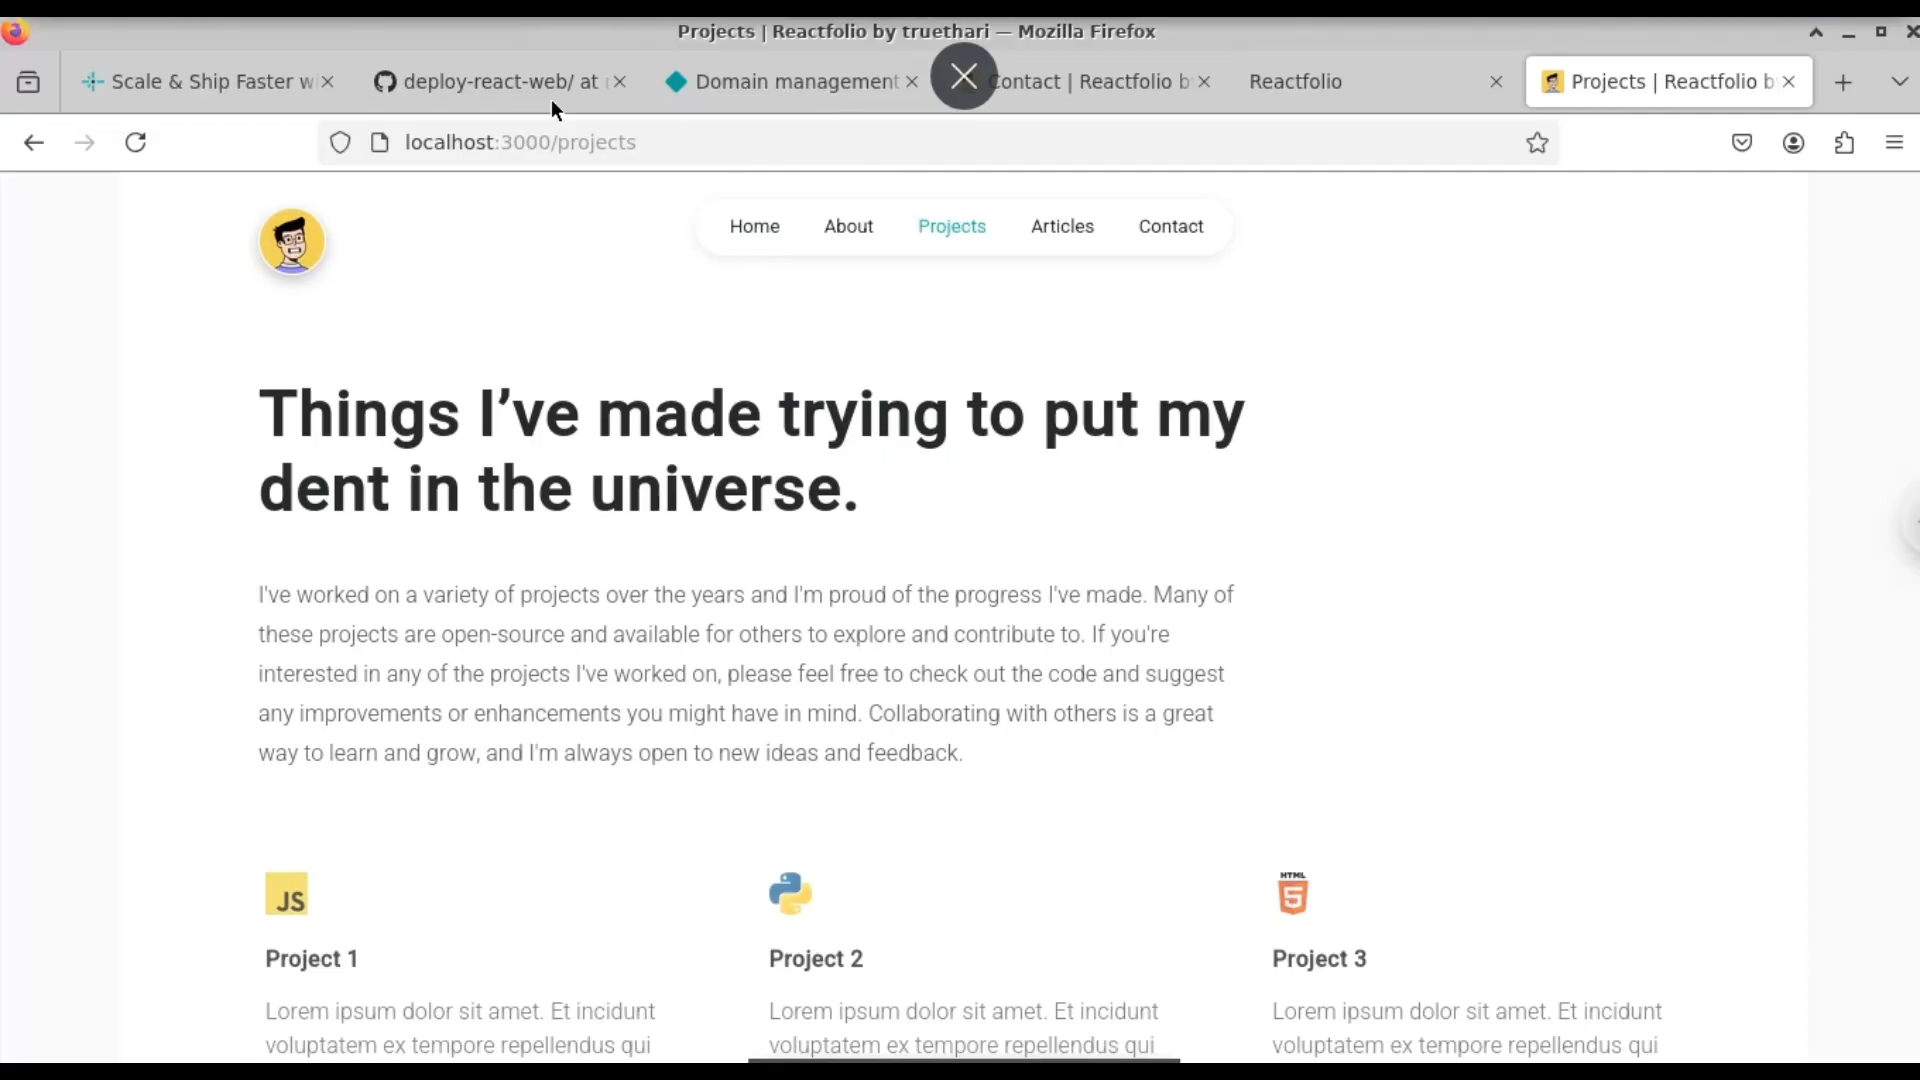 Projects | Reactfolio by truethari — Mozilla Firefox
Scale & Ship Faster w
deploy-react-web/ at
Domain management
Contact | Reactfolio b
Reactfolio
Projects | Reactfolio b
localhost:3000/projects
Home
About
Projects
Articles
Contact
Things I’ve made trying to put my
dent in the universe.
I've worked on a variety of projects over the years and I'm proud of the progress I've made. Many of
these projects are open-source and available for others to explore and contribute to. If you're
interested in any of the projects I've worked on, please feel free to check out the code and suggest
any improvements or enhancements you might have in mind. Collaborating with others is a great
way to learn and grow, and I'm always open to new ideas and feedback.
JS
HTML
5
Project 1
Project 2
Project 3
Lorem ipsum dolor sit amet. Et incidunt
voluptatem ex tempore repellendus qui
Lorem ipsum dolor sit amet. Et incidunt
voluptatem ex tempore repellendus qui
Lorem ipsum dolor sit amet. Et incidunt
voluptatem ex tempore repellendus qui